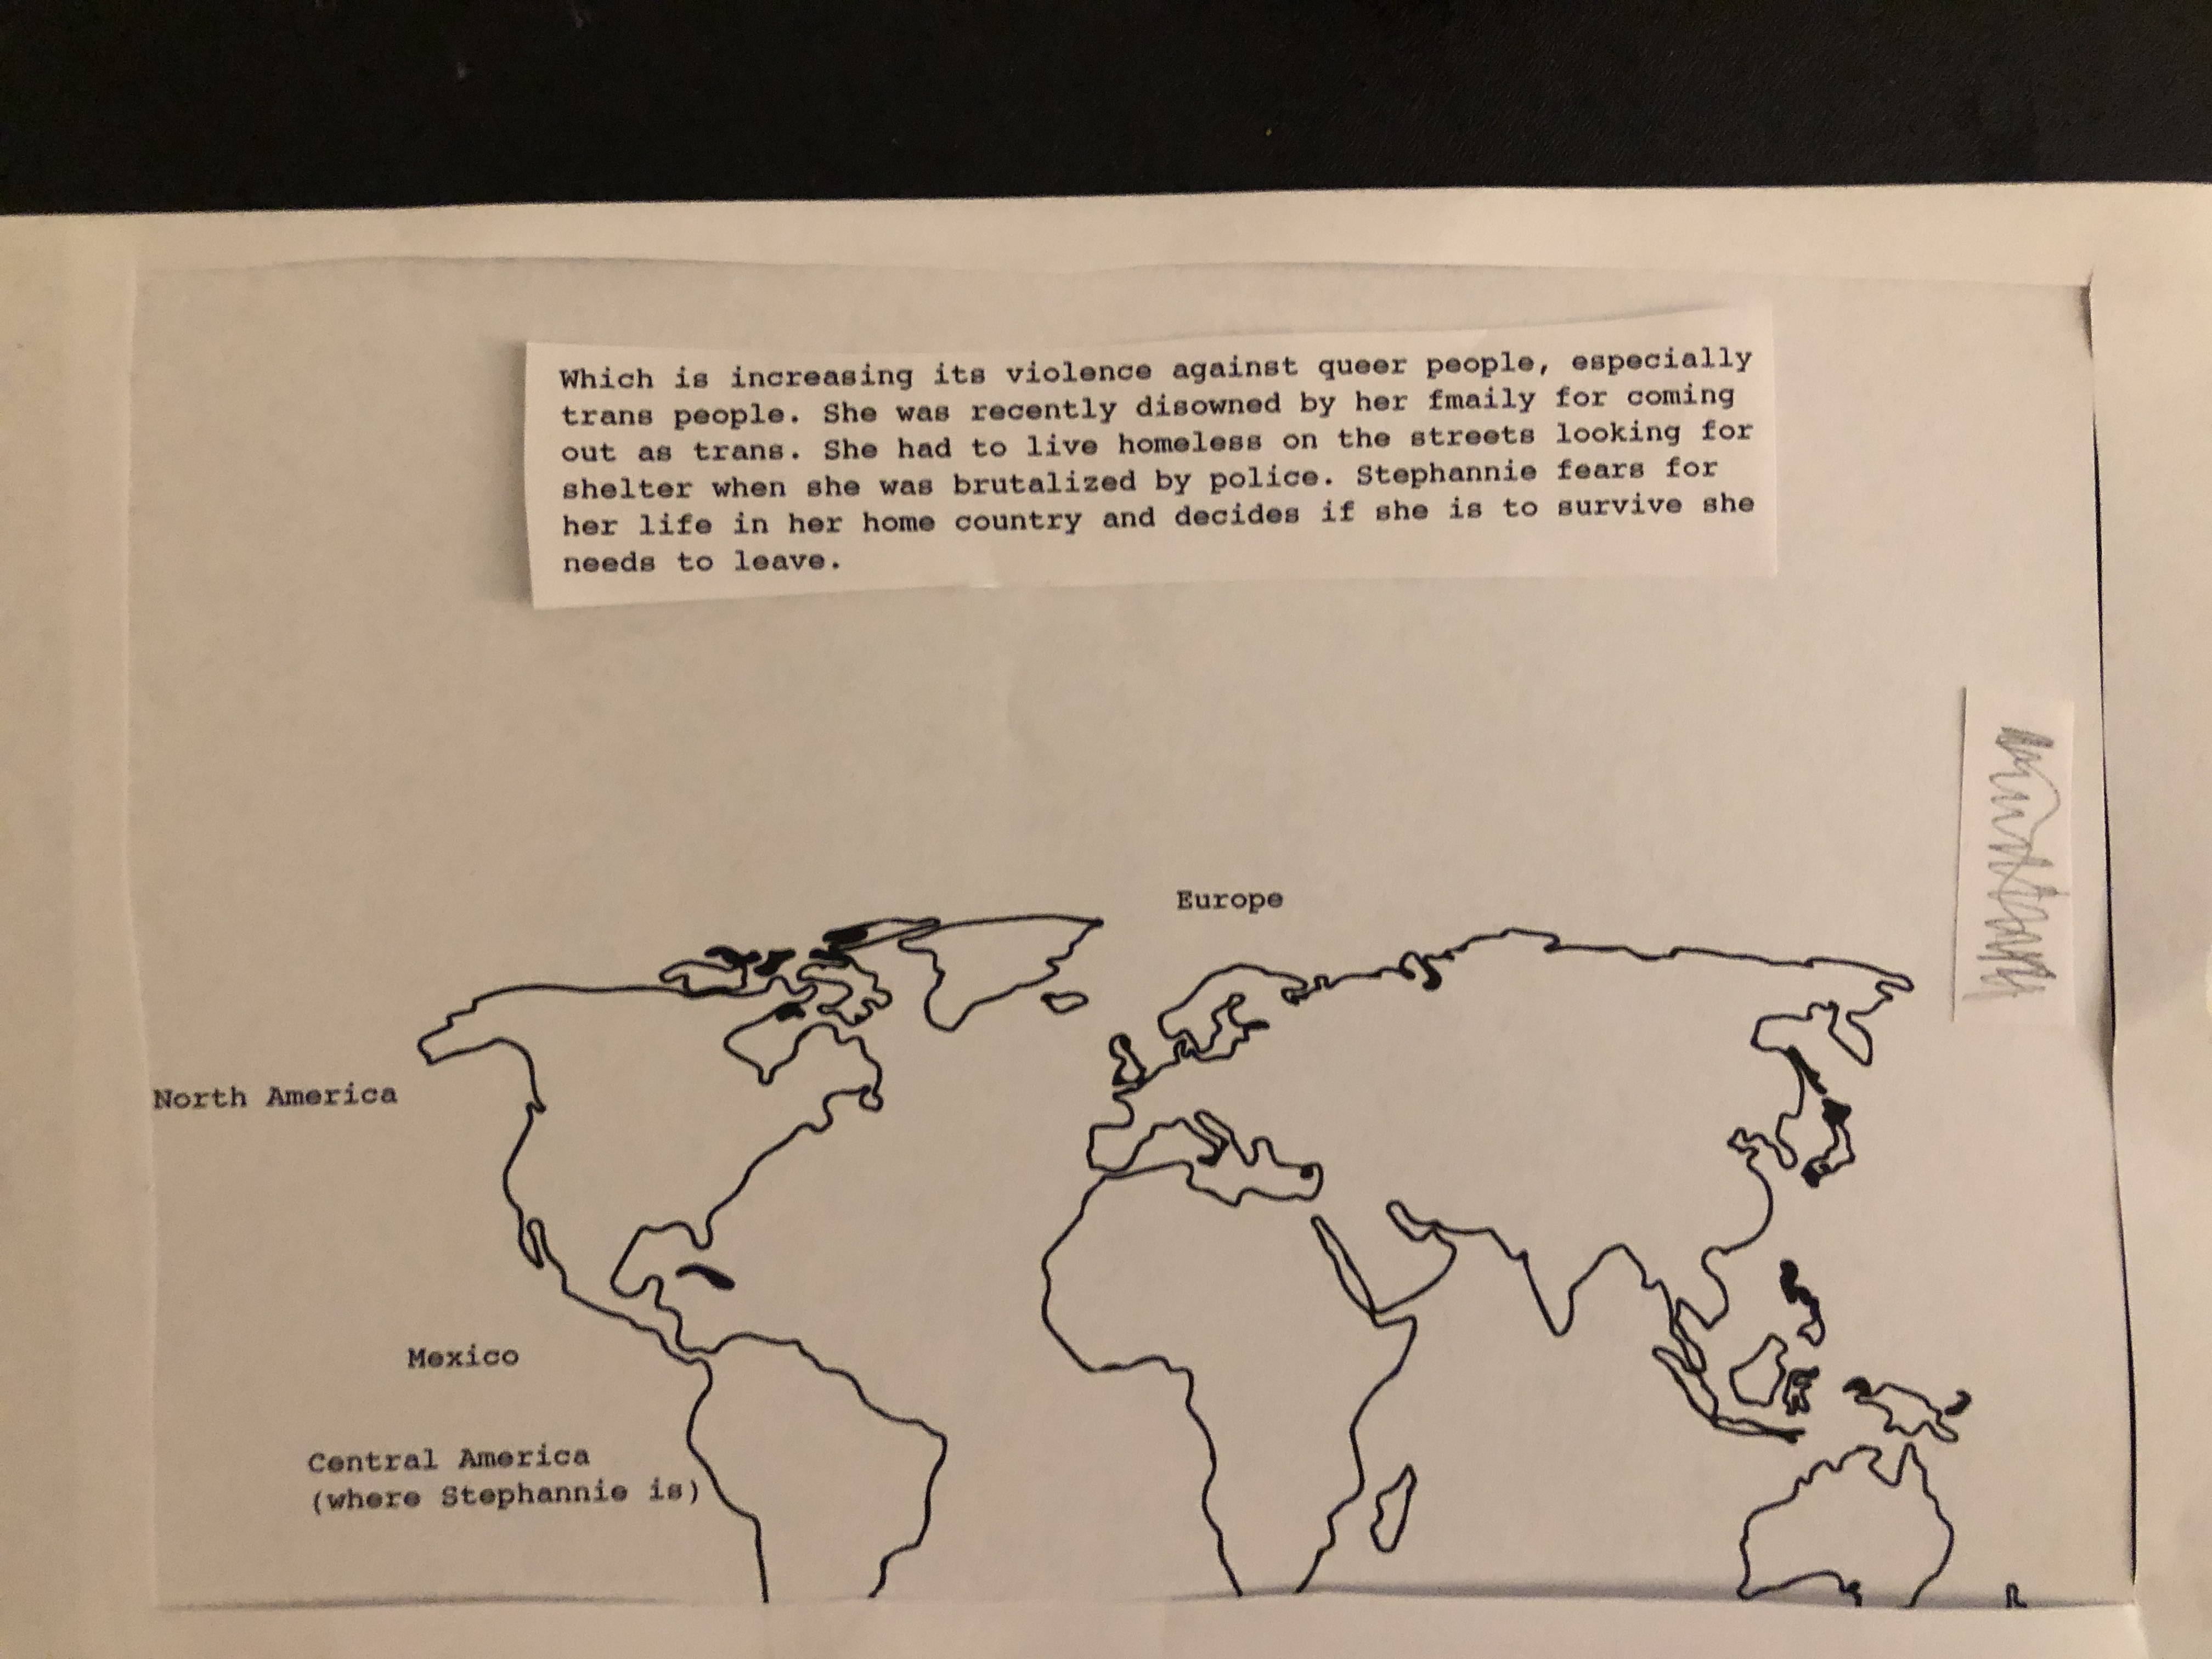 Which is increasing its violence against queer people, especially
trans people. She was recently disowned by her fmaily for coming
out as trans. She had to live homeless on the streets looking for
shelter when she was brutalized by police. Stephannie fears for
her life in her home country and decides if she is to survive she
needs to leave.
Europe
North America
Mexico
Central America
(where Stephannie is)